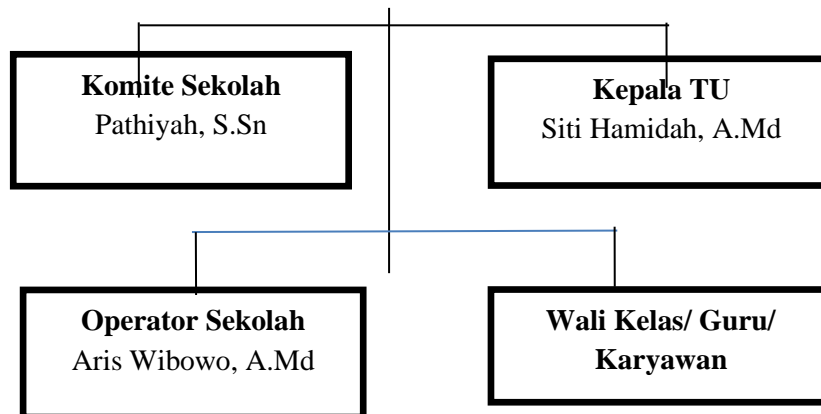 Komite Sekolah
Pathiyah, S.Sn
Kepala TU
Siti Hamidah, A.Md
Operator Sekolah
Aris Wibowo, A.Md
Wali Kelas/ Guru/
Karyawan